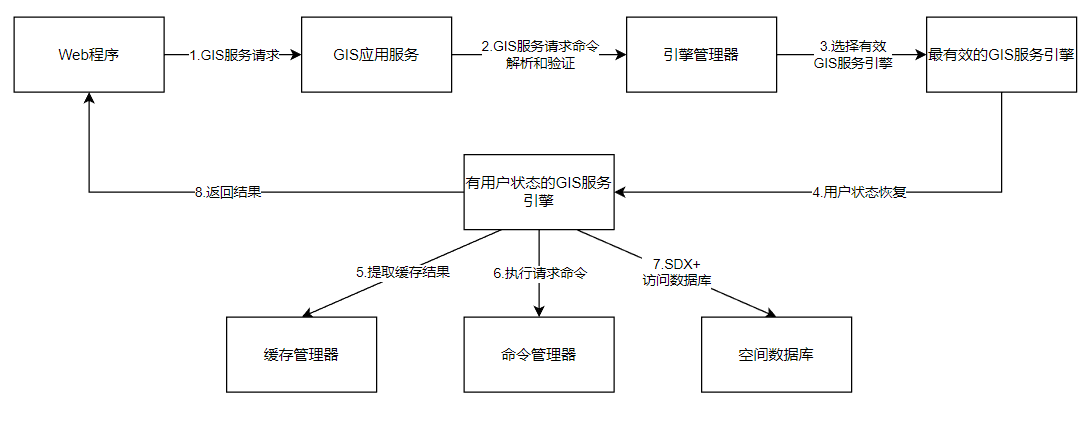 Web程序
1.GIS服务请求
GIS应用服务
2.GIS服务请求命令
解析和验证
引擎管理器
3.选择有效
GIS服务引擎
最有效的GIS服务引擎
有用户状态的GIS服务
引擎
8.返回结果
4.用户状态恢复
5.提取缓存结果
6.执行请求命令
7.SDX+
访问数据库
缓存管理器
命令管理器
空间数据库